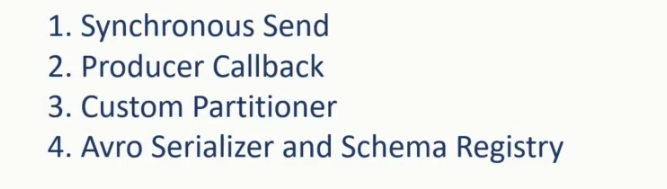 1. Synchronous Send
2. Producer Callback
3. Custom Partitioner
4. Avro Serializer and Schema Registry